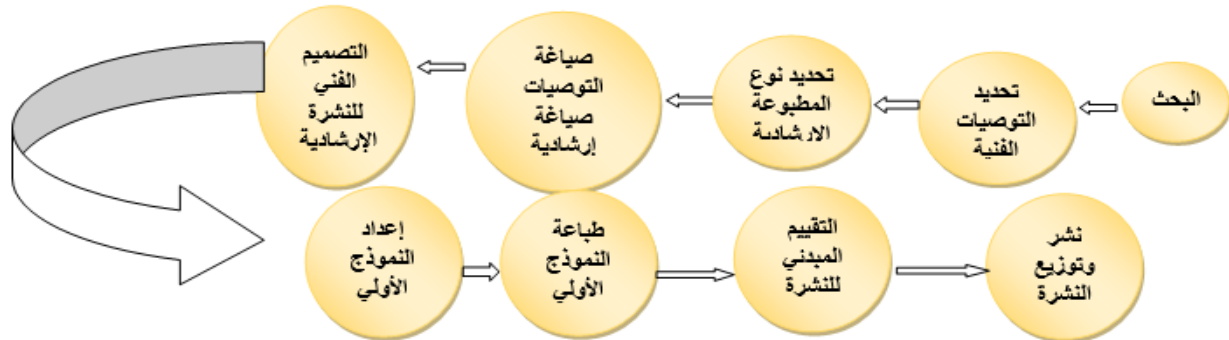 البحث
تحديد
التوصيات
الفنية
تحديد نوع
المطبوعة
الارشادية
صياغة
التوصيات
صياغة
إرشادية
التصميم
الفني
للنشرة
الإرشادية
إعداد
النموذج
الأولي
طباعة
النموذج
الأولي
التقييم
المبدئي
للنشرة
نشر
وتوزيع
النشرة